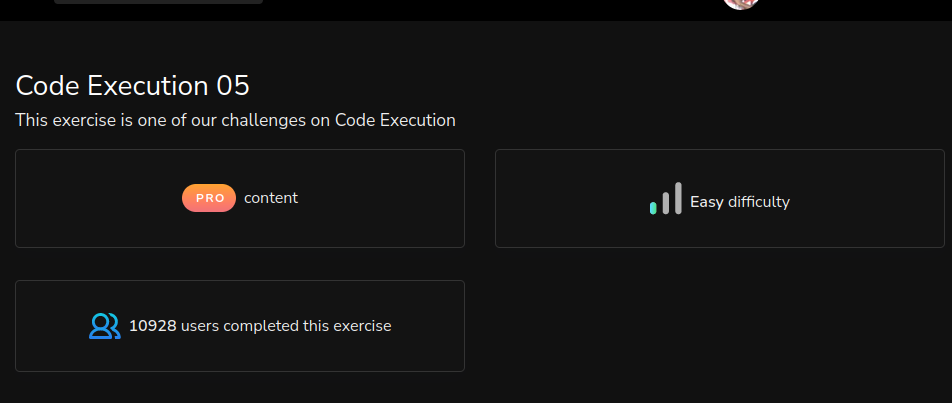 Code Execution 05
This exercise is one of our challenges on Code Execution
PRO content
Easy difficulty
10928 users completed this exercise